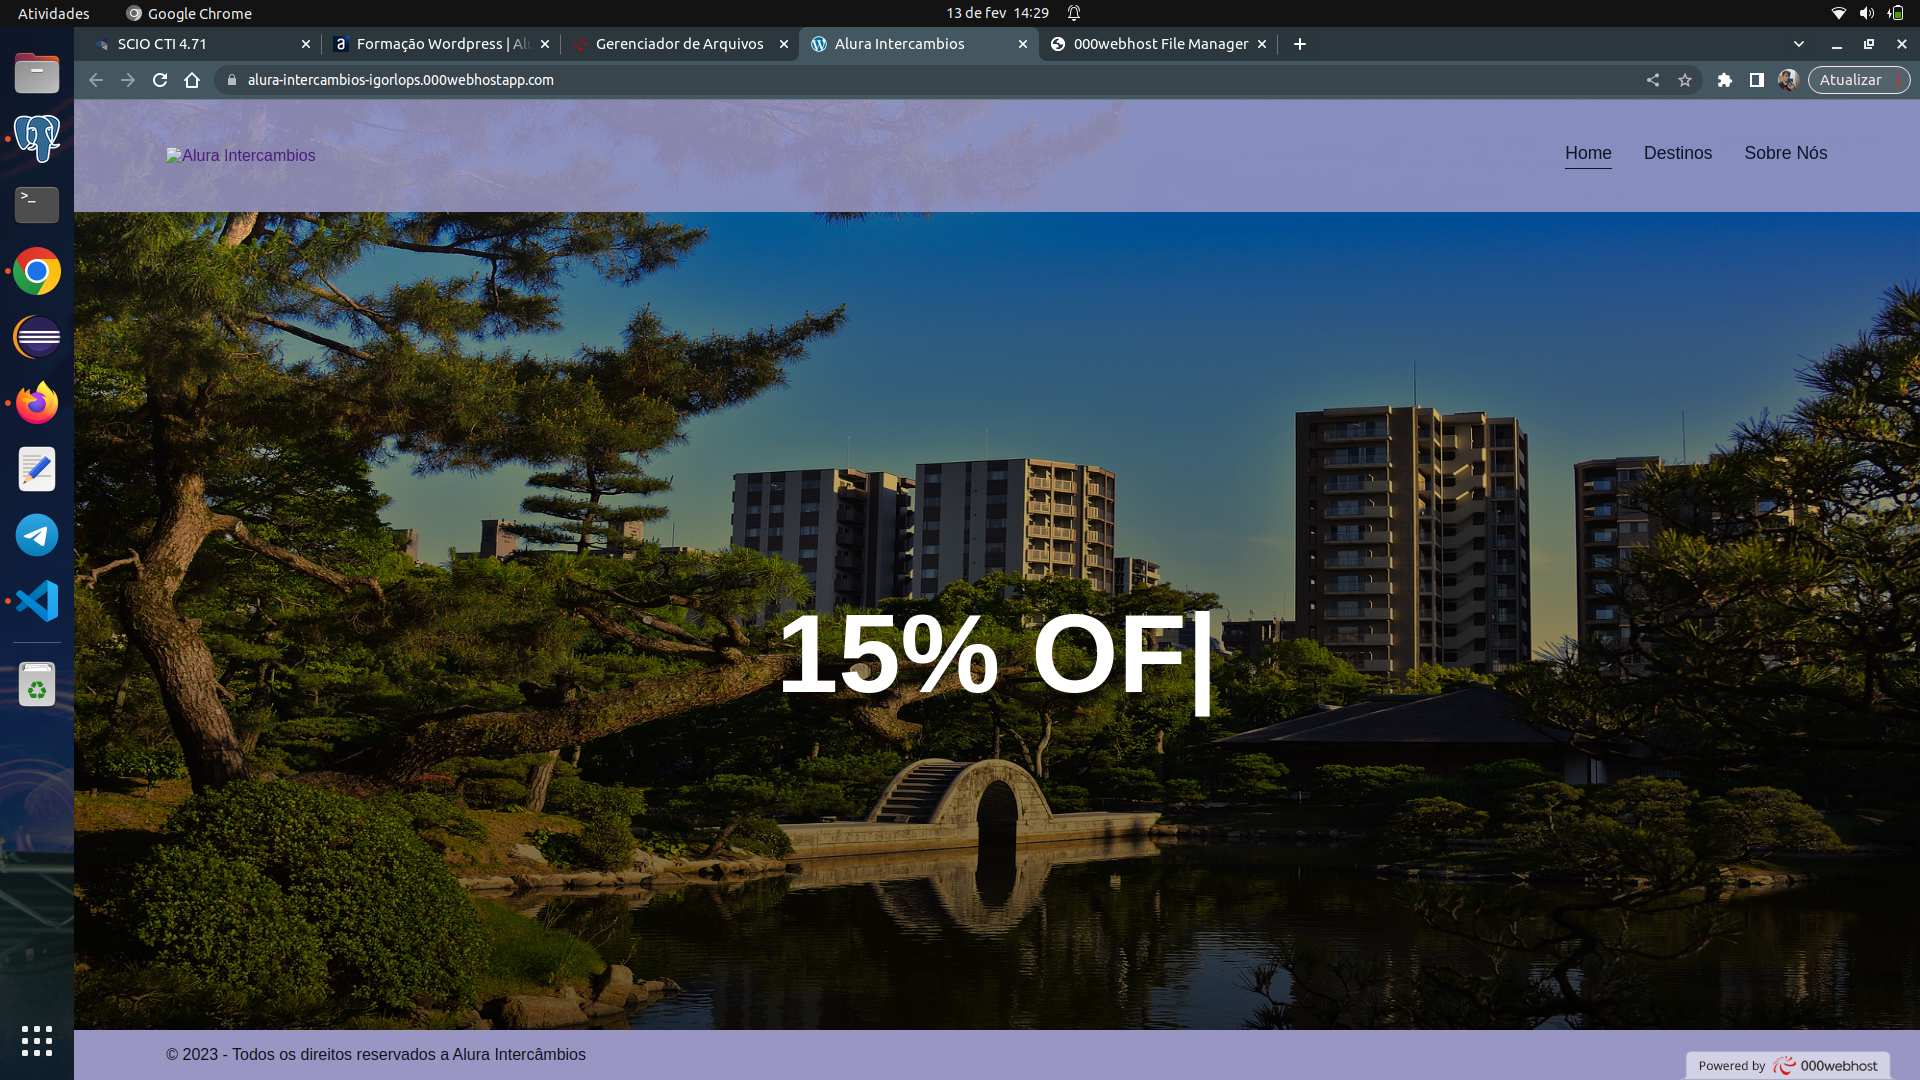 Atividades
Google Chrome
13 de fev 14:29
SCIO CTI 4.71
Formação Wordpress | Alu
Gerenciador de Arquivos
Alura Intercambios
000webhost File Manager
alura-intercambios-igorlops.000webhostapp.com
Atualizar
Alura Intercambios
Home
Destinos
Sobre Nós
15% OF|
© 2023 - Todos os direitos reservados a Alura Intercâmbios
Powered by 000webhost